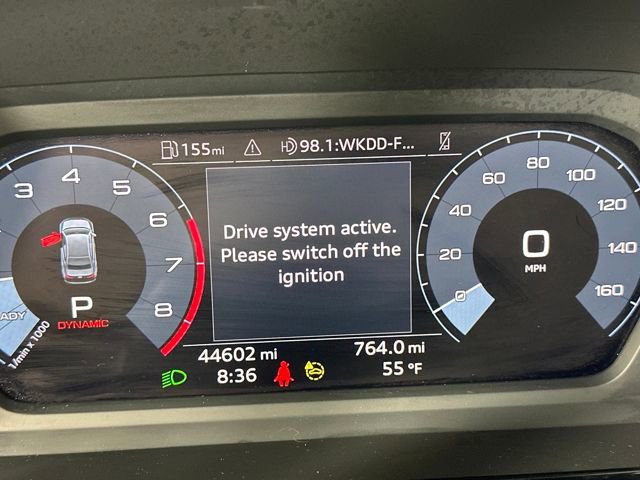 155mi
98.1:WKDD-F...
3 4 5 6 7 8
P
DYNAMIC
1/min x 1000
Drive system active.
Please switch off the
ignition
0 20 40 60 80 100 120 140 160
0
MPH
44602 mi
764.0 mi
8:36
55 °F